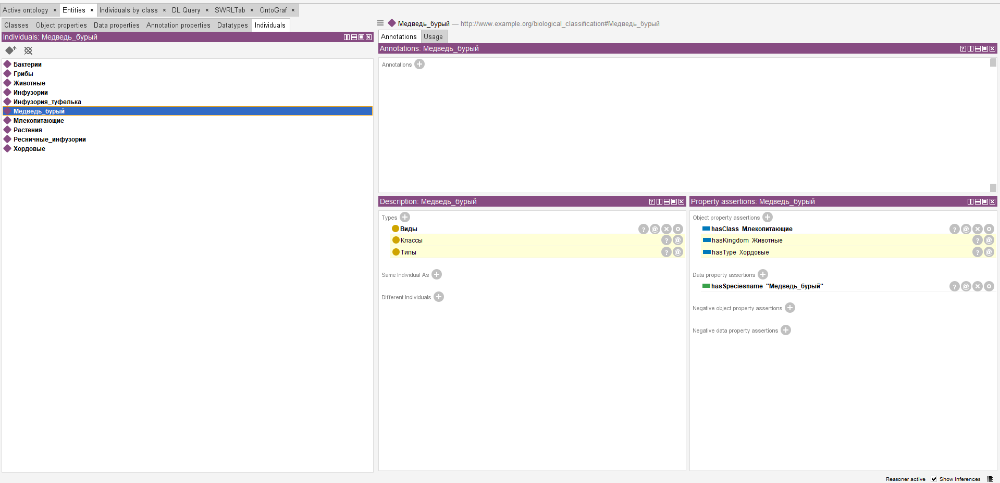 Active ontology × Entities × Individuals by class × DL Query × SWRLTab × OntoGraf ×
Classes Object properties Data properties Annotation properties Datatypes Individuals
Individuals: Медведь_бурый
Бактерии
Грибы
Животные
Инфузории
Инфузория_туфелька
Медведь_бурый
Млекопитающие
Растения
Ресничные_инфузории
Хордовые
Медведь_бурый — http://www.example.org/biological_classification#Медведь_бурый
Annotations Usage
Annotations: Медведь_бурый
Annotations
Description: Медведь_бурый
Types
Виды
Классы
Типы
Same Individual As
Different Individuals
Property assertions: Медведь_бурый
Object property assertions
hasClass Млекопитающие
hasKingdom Животные
hasType Хордовые
Data property assertions
hasSpeciesname "Медведь_бурый"
Negative object property assertions
Negative data property assertions
Reasoner active Show Inferences